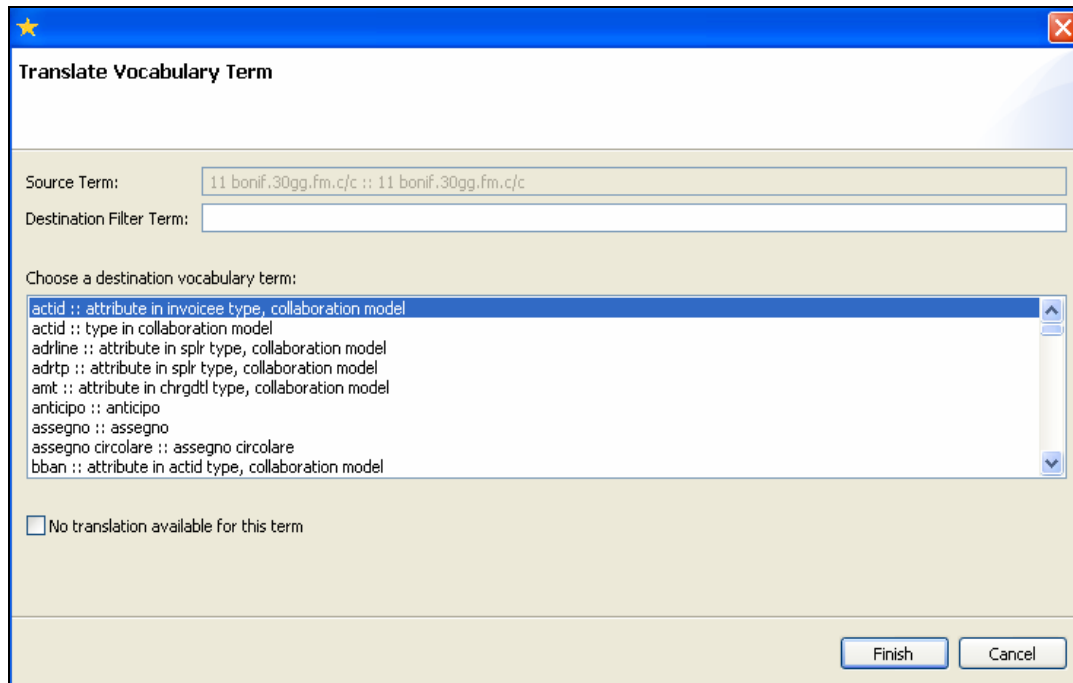 Translate Vocabulary Term
Source Term: 11 bonif.30gg.fm.c/c :: 11 bonif.30gg.fm.c/c
Destination Filter Term:
Choose a destination vocabulary term:
actid :: attribute in invoicee type, collaboration model
actid :: type in collaboration model
adrline :: attribute in splr type, collaboration model
adrtp :: attribute in splr type, collaboration model
amt :: attribute in chrgdtl type, collaboration model
anticipo :: anticipo
assegno :: assegno
assegno circolare :: assegno circolare
bban :: attribute in actid type, collaboration model
No translation available for this term
Finish Cancel